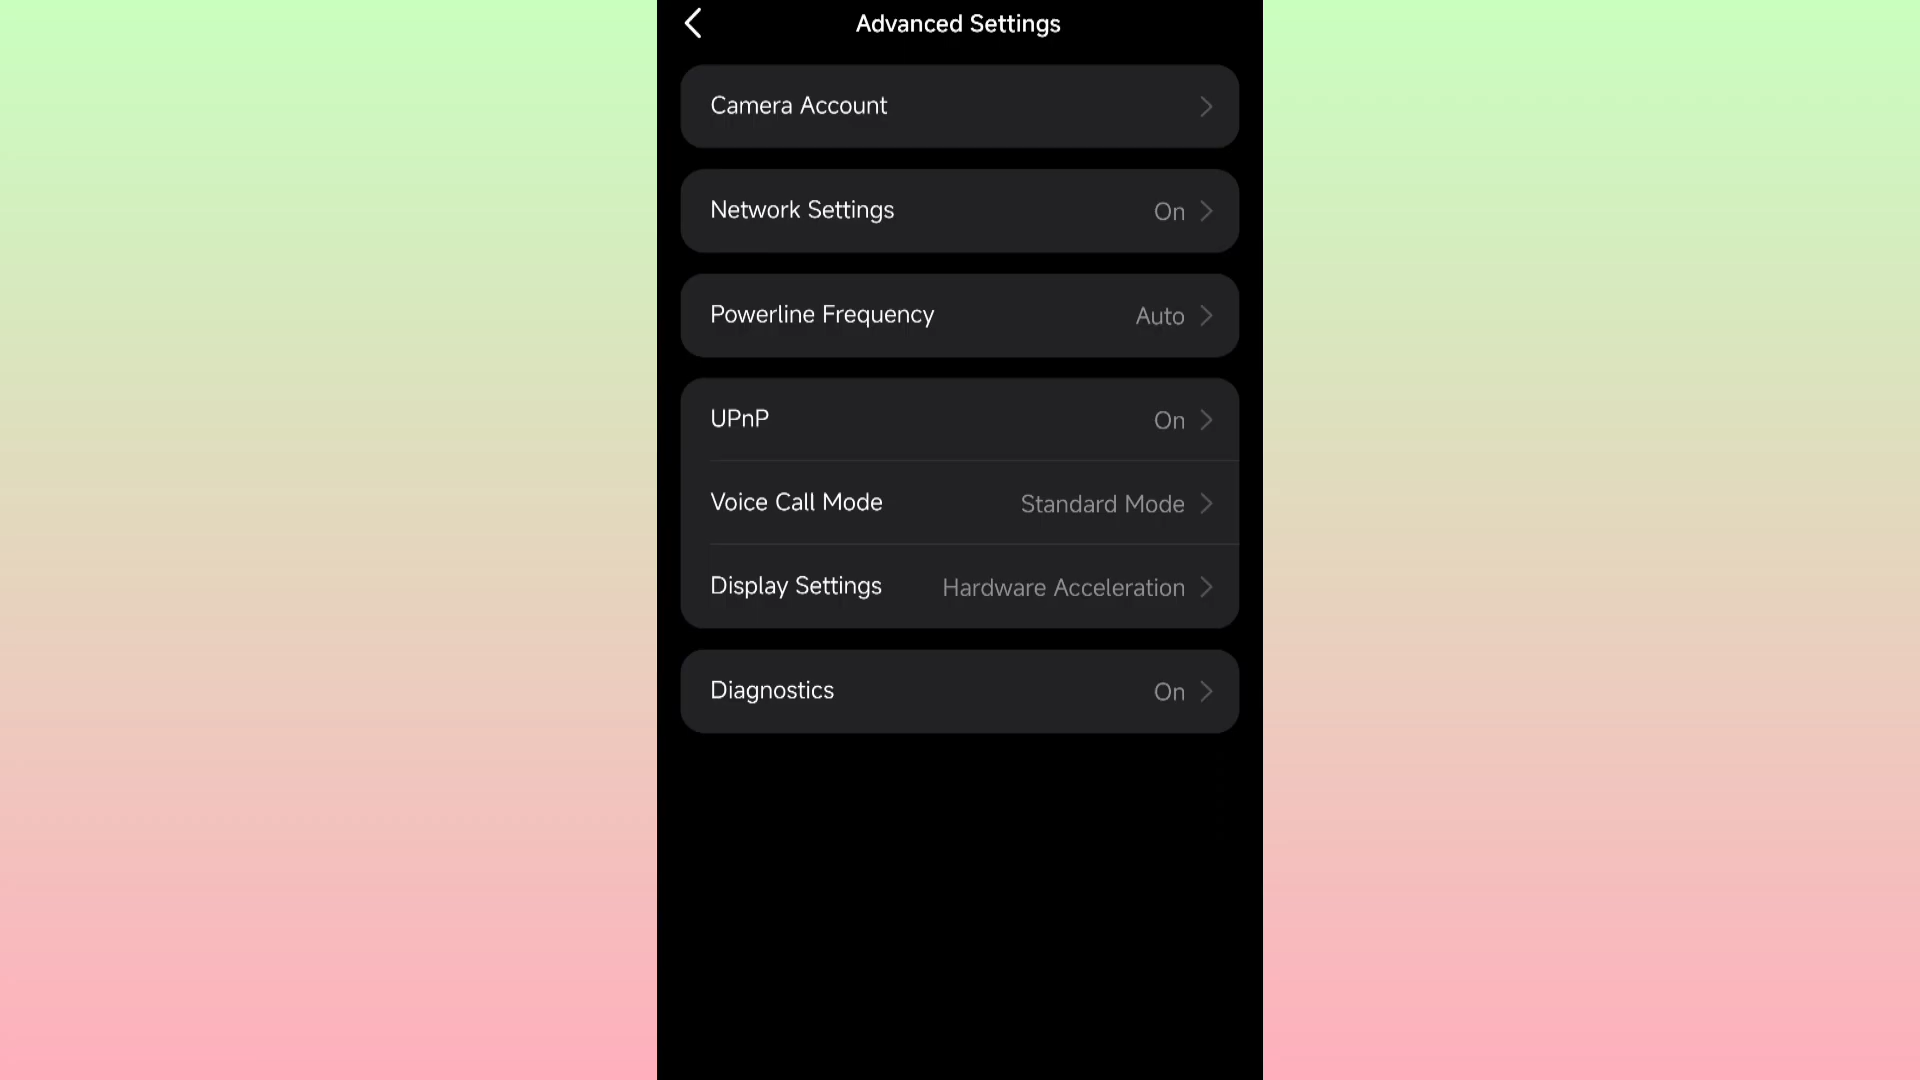 Advanced Settings
Camera Account
Network Settings On
Powerline Frequency Auto
UPnP On
Voice Call Mode Standard Mode
Display Settings Hardware Acceleration
Diagnostics On